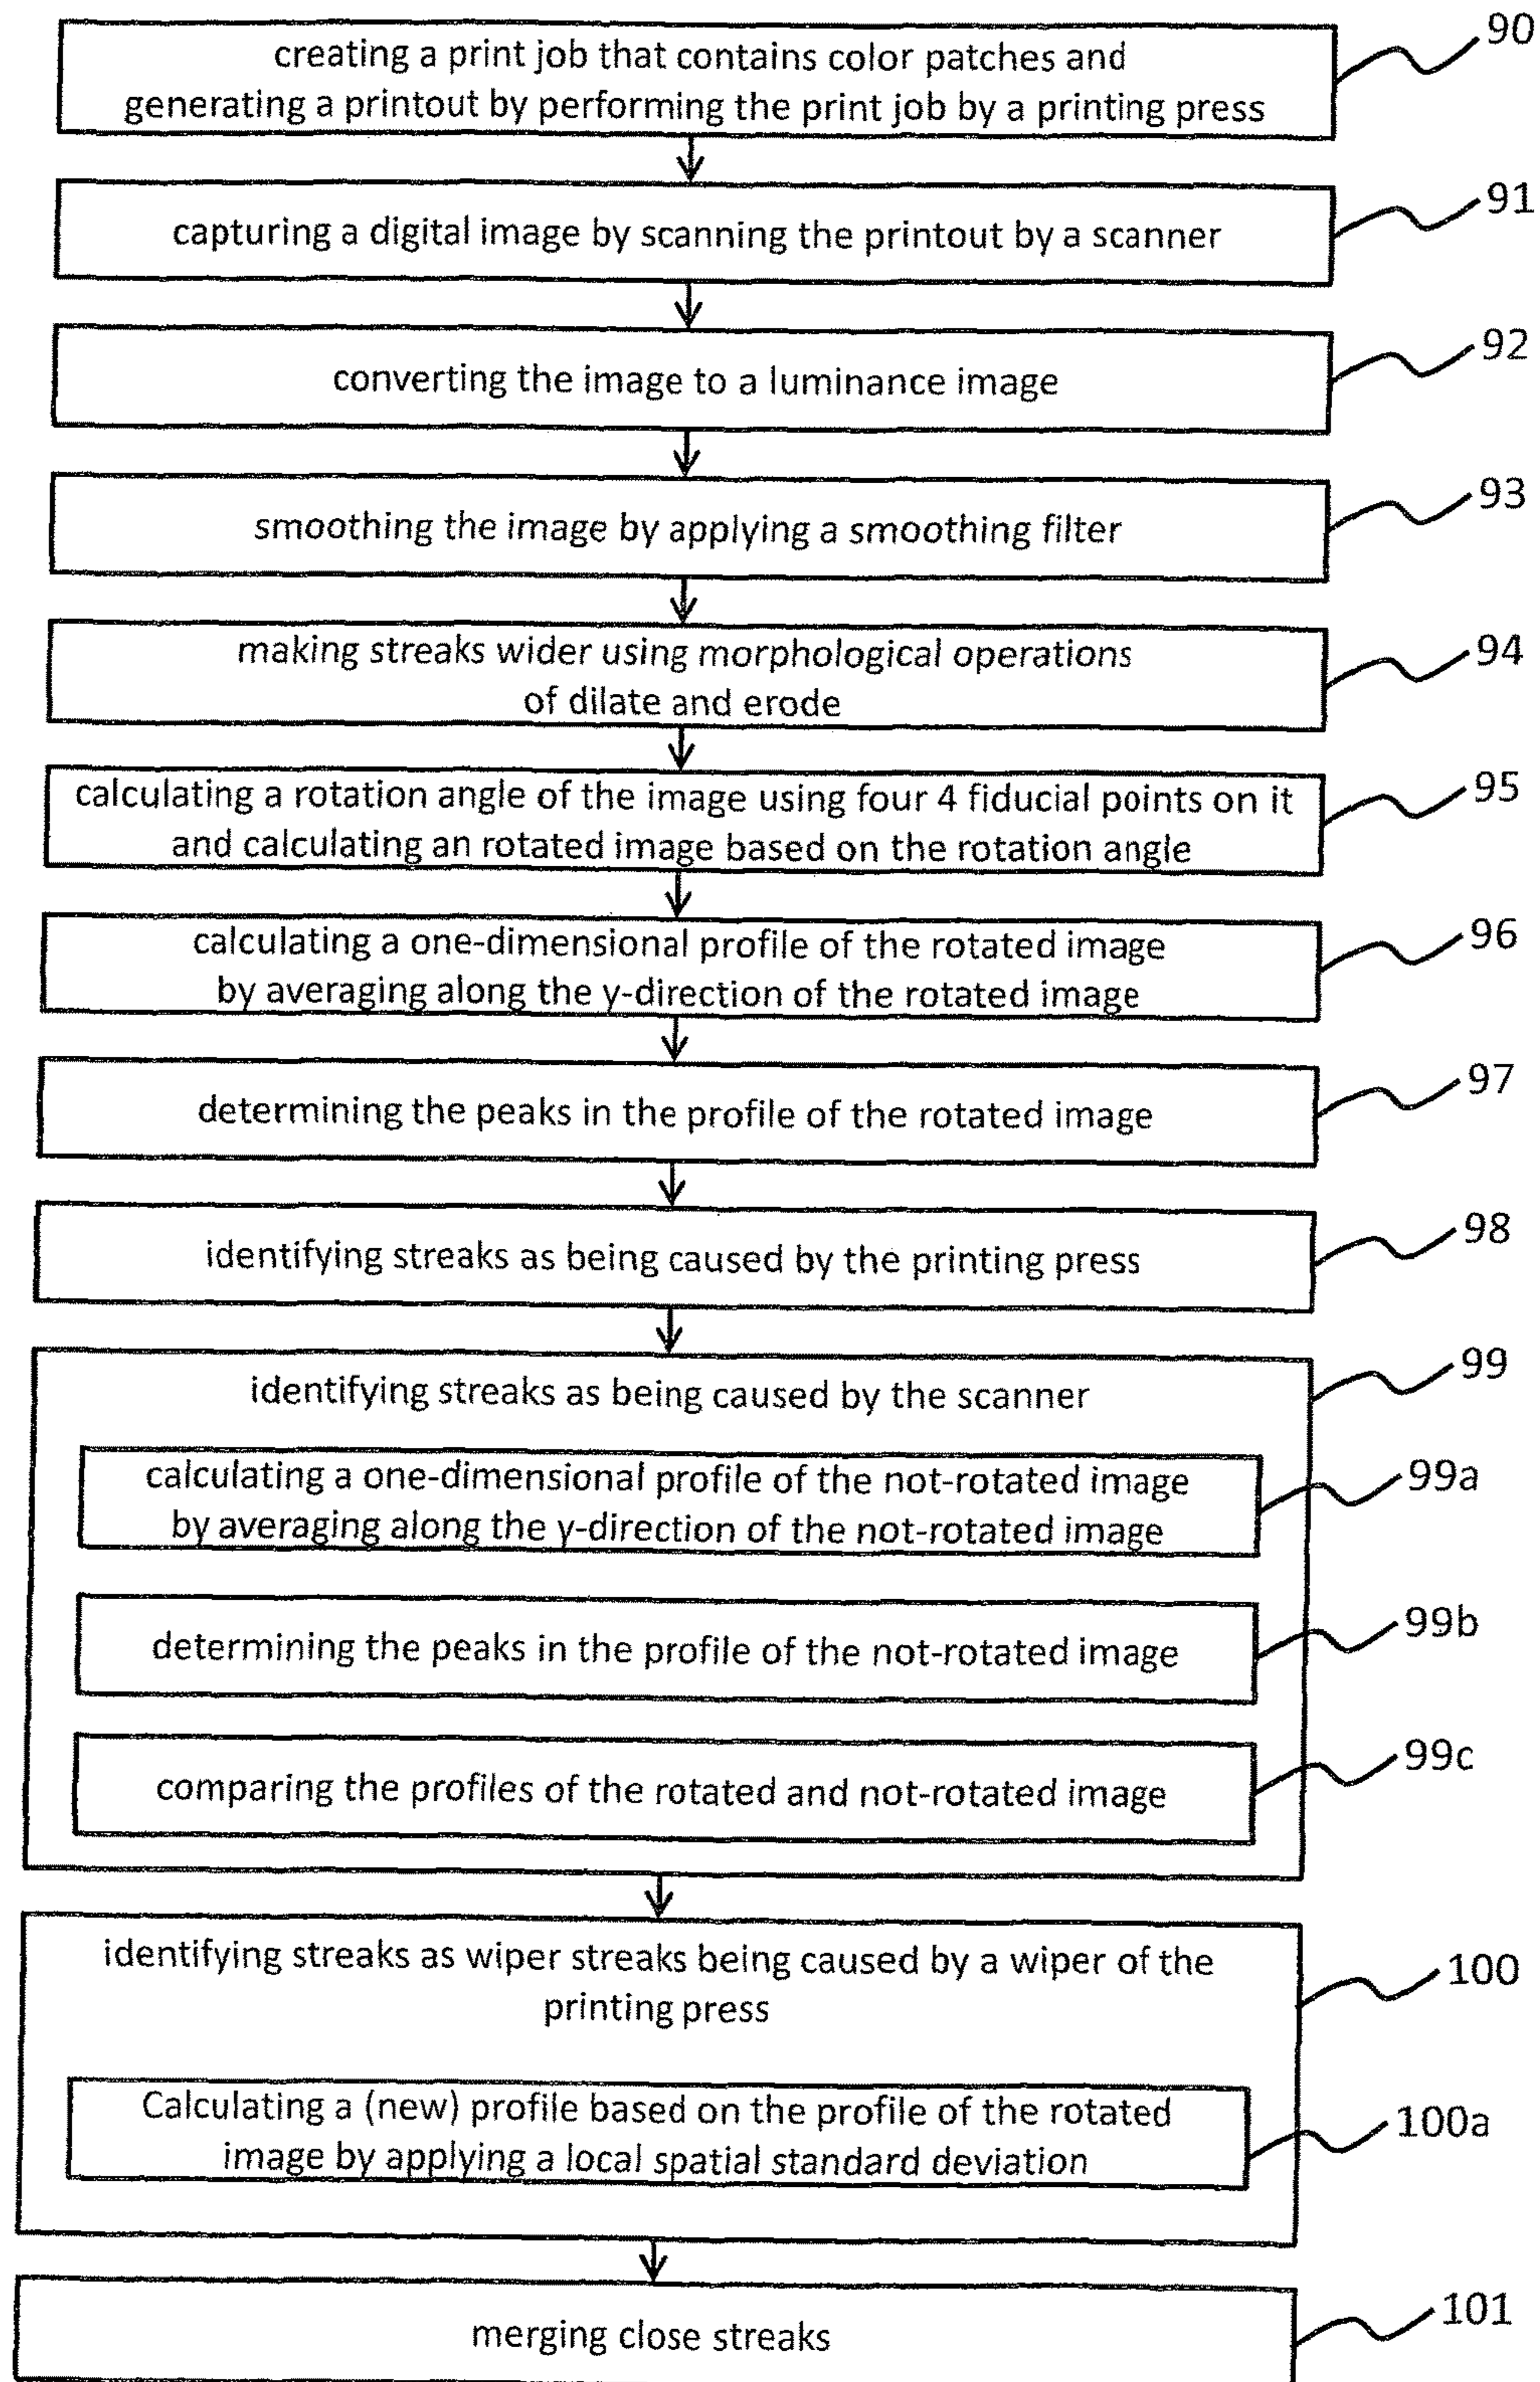 creating a print job that contains color patches and
generating a printout by performing the print job by a printing press
90
capturing a digital image by scanning the printout by a scanner
91
converting the image to a luminance image
92
smoothing the image by applying a smoothing filter
93
making streaks wider using morphological operations
of dilate and erode
94
calculating a rotation angle of the image using four 4 fiducial points on it
and calculating an rotated image based on the rotation angle
95
calculating a one-dimensional profile of the rotated image
by averaging along the y-direction of the rotated image
96
determining the peaks in the profile of the rotated image
97
identifying streaks as being caused by the printing press
98
identifying streaks as being caused by the scanner
99
calculating a one-dimensional profile of the not-rotated image
by averaging along the y-direction of the not-rotated image
99a
determining the peaks in the profile of the not-rotated image
99b
comparing the profiles of the rotated and not-rotated image
99c
identifying streaks as wiper streaks being caused by a wiper of the
printing press
100
Calculating a (new) profile based on the profile of the rotated
image by applying a local spatial standard deviation
100a
merging close streaks
101